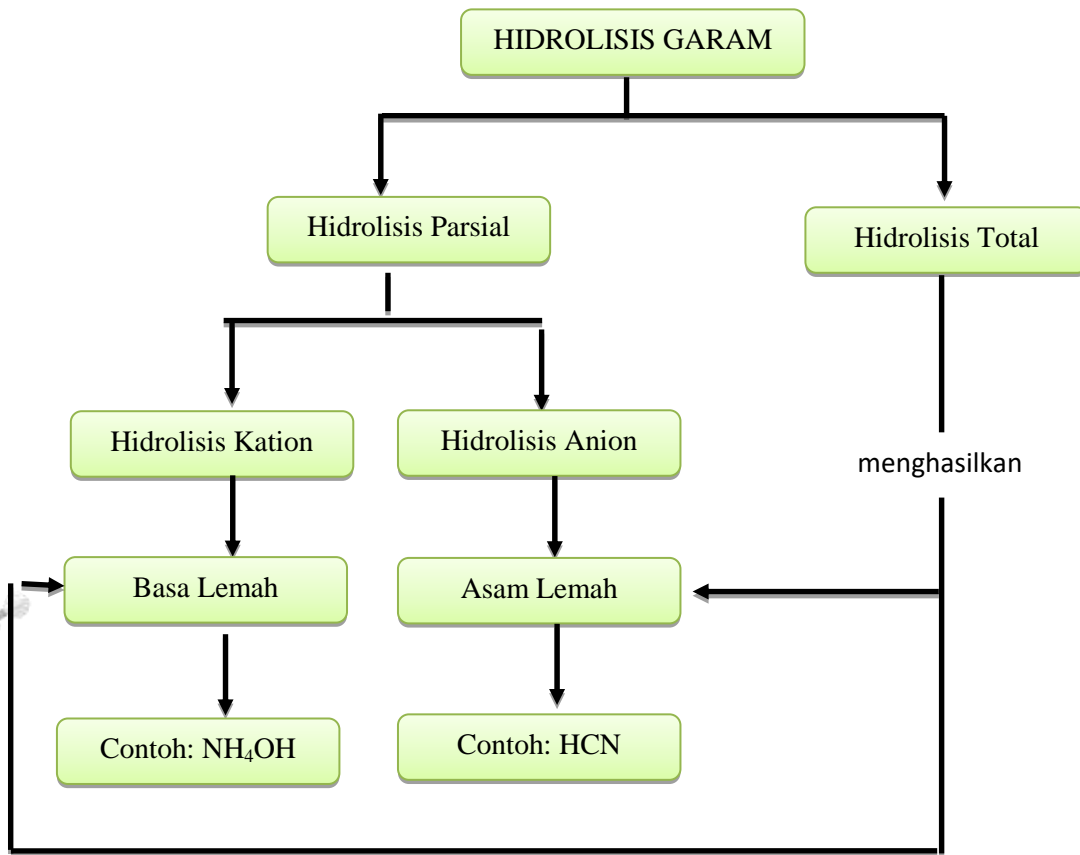 HIDROLISIS GARAM
Hidrolisis Parsial
Hidrolisis Total
Hidrolisis Kation
Hidrolisis Anion
menghasilkan
Basa Lemah
Asam Lemah
Contoh: NH₄OH
Contoh: HCN